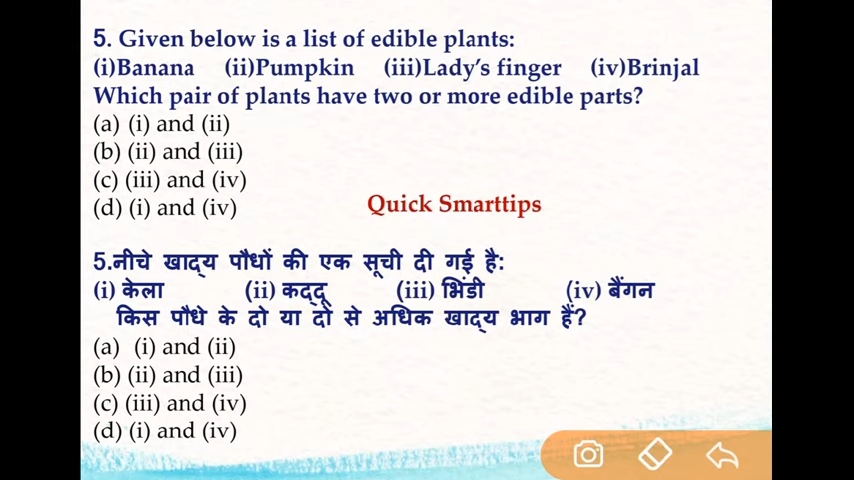 5. Given below is a list of edible plants:
(i)Banana (ii)Pumpkin (iii)Lady's finger (iv)Brinjal
Which pair of plants have two or more edible parts?
(a) (i) and (ii)
(b) (ii) and (iii)
(c) (iii) and (iv)
(d) (i) and (iv)
Quick Smarttips
5.नीचे खाद्य पौधों की एक सूची दी गई है:
(i) केला (ii) कद्दू (iii) भिंडी (iv) बैंगन
किस पौधे के दो या दो से अधिक खाद्य भाग हैं?
(a) (i) and (ii)
(b) (ii) and (iii)
(c) (iii) and (iv)
(d) (i) and (iv)